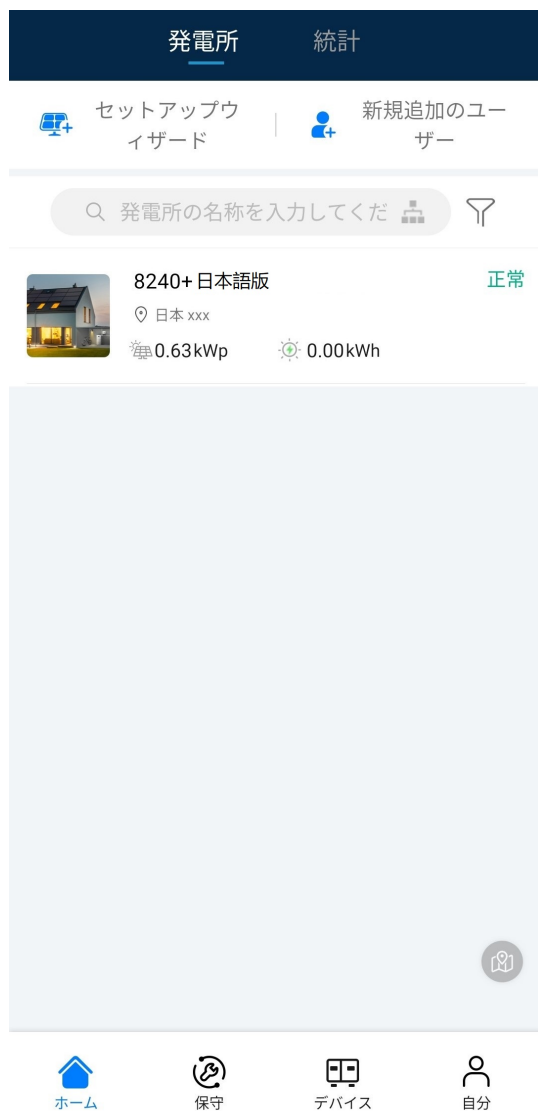 発電所 統計
セットアップウ
ィザード
新規追加のユー
ザー
発電所の名称を入力してくだ
8240+日本語版 正常
日本 xxx
0.63kWp 0.00kWh
ホーム 保守 デバイス 自分